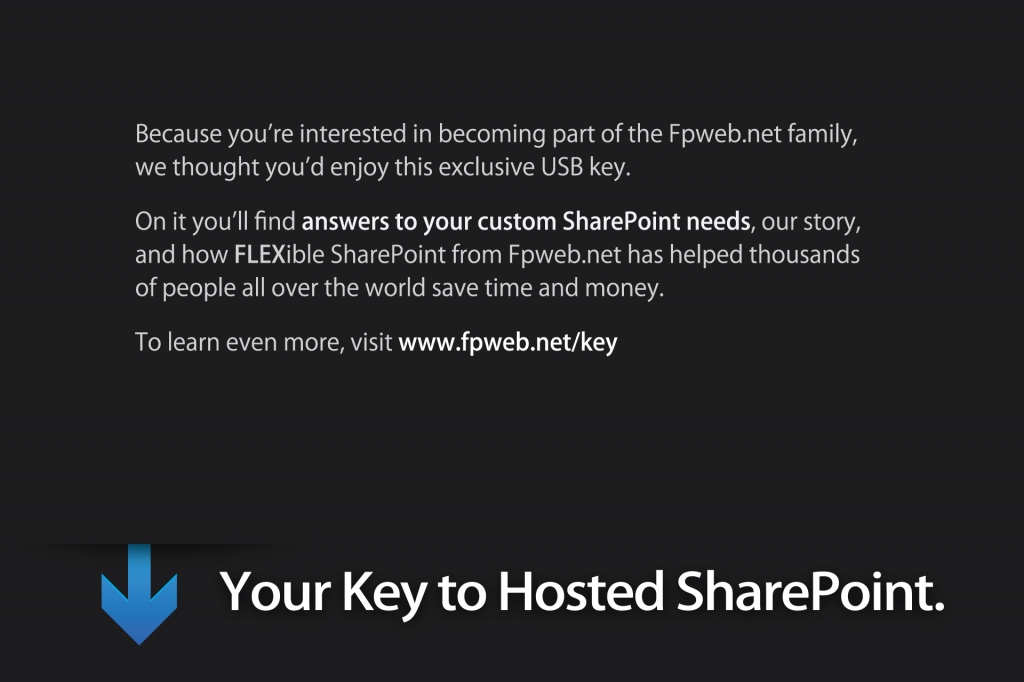 Because you’re interested in becoming part of the Fpweb.net family,
we thought you’d enjoy this exclusive USB key.
On it you’ll find answers to your custom SharePoint needs, our story,
and how FLEXible SharePoint from Fpweb.net has helped thousands
of people all over the world save time and money.
To learn even more, visit www.fpweb.net/key
Your Key to Hosted SharePoint.